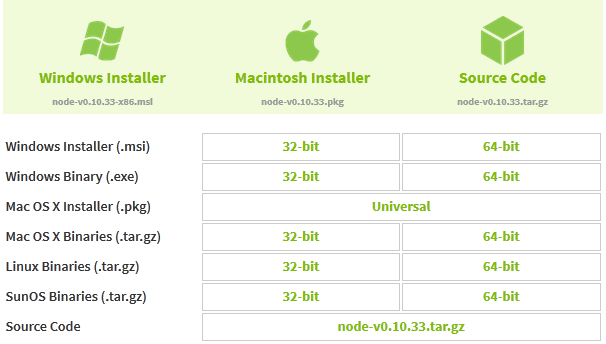 Windows Installer Macintosh Installer Source Code
node-v0.10.33-x86.msi node-v0.10.33.pkg node-v0.10.33.tar.gz
Windows Installer (.msi) 32-bit 64-bit
Windows Binary (.exe) 32-bit 64-bit
Mac OS X Installer (.pkg) Universal
Mac OS X Binaries (.tar.gz) 32-bit 64-bit
Linux Binaries (.tar.gz) 32-bit 64-bit
SunOS Binaries (.tar.gz) 32-bit 64-bit
Source Code node-v0.10.33.tar.gz